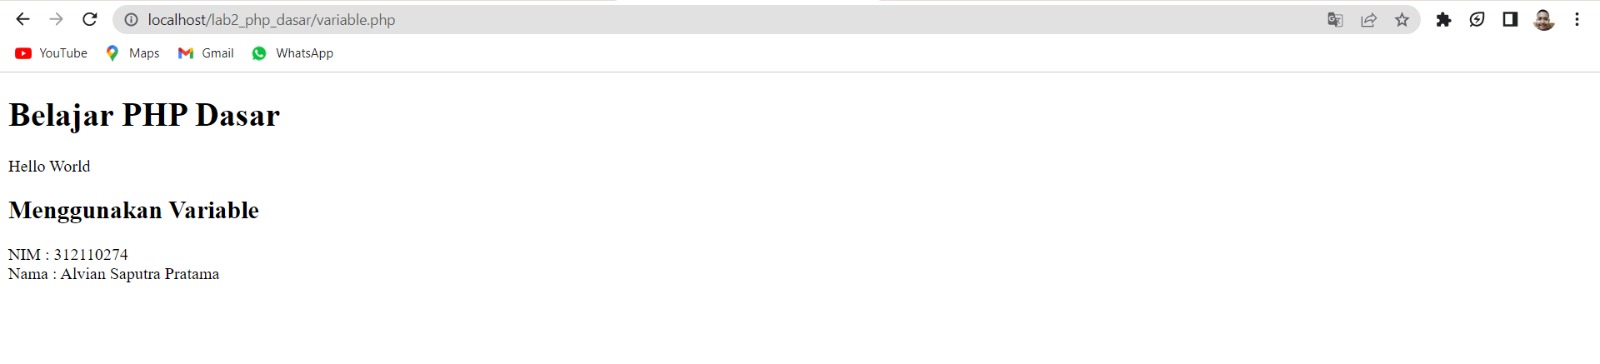 localhost/lab2_php_dasar/variable.php
YouTube Maps Gmail WhatsApp
Belajar PHP Dasar
Hello World
Menggunakan Variable
NIM : 312110274
Nama : Alvian Saputra Pratama